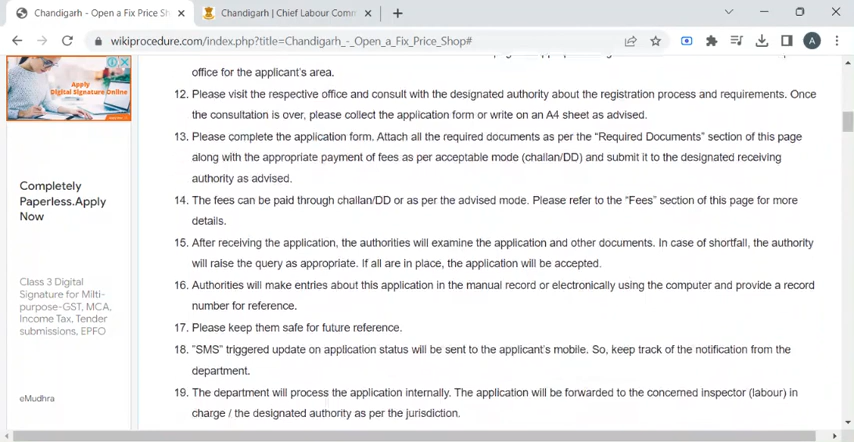 Chandigarh - Open a Fix Price Sh
Chandigarh | Chief Labour Comm
wikiprocedure.com/index.php?title=Chandigarh_-_Open_a_Fix_Price_Shop#
A
Apply
Digital Signature Online
Completely
Paperless.Apply
Now
Class 3 Digital
Signature for Milti-
purpose-GST, MCA,
Income Tax, Tender
submissions, EPFO
eMudhra
office for the applicant's area.
12. Please visit the respective office and consult with the designated authority about the registration process and requirements. Once
the consultation is over, please collect the application form or write on an A4 sheet as advised.
13. Please complete the application form. Attach all the required documents as per the “Required Documents” section of this page
along with the appropriate payment of fees as per acceptable mode (challan/DD) and submit it to the designated receiving
authority as advised.
14. The fees can be paid through challan/DD or as per the advised mode. Please refer to the “Fees” section of this page for more
details.
15. After receiving the application, the authorities will examine the application and other documents. In case of shortfall, the authority
will raise the query as appropriate. If all are in place, the application will be accepted.
16. Authorities will make entries about this application in the manual record or electronically using the computer and provide a record
number for reference.
17. Please keep them safe for future reference.
18. ”SMS” triggered update on application status will be sent to the applicant's mobile. So, keep track of the notification from the
department.
19. The department will process the application internally. The application will be forwarded to the concerned inspector (labour) in
charge / the designated authority as per the jurisdiction.